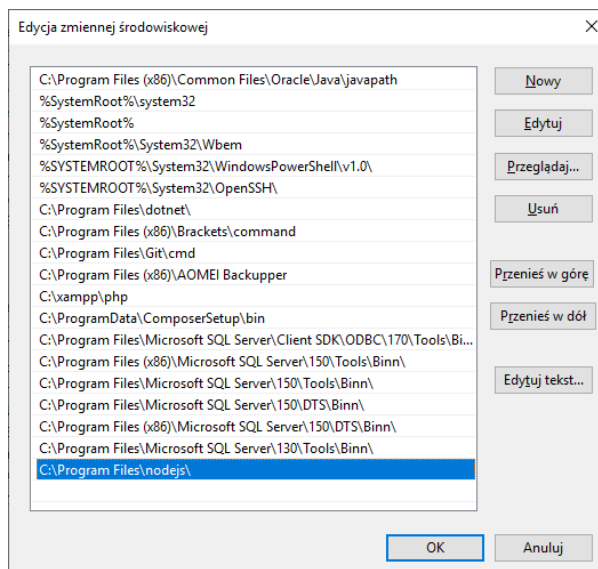 Edycja zmiennej środowiskowej
C:\Program Files (x86)\Common Files\Oracle\Java\javapath
%SystemRoot%\system32
%SystemRoot%
%SystemRoot%\System32\Wbem
%SYSTEMROOT%\System32\WindowsPowerShell\v1.0\
%SYSTEMROOT%\System32\OpenSSH\
C:\Program Files\dotnet\
C:\Program Files (x86)\Brackets\command
C:\Program Files\Git\cmd
C:\Program Files (x86)\AOMEI Backupper
C:\xampp\php
C:\ProgramData\ComposerSetup\bin
C:\Program Files\Microsoft SQL Server\Client SDK\ODBC\170\Tools\Bi...
C:\Program Files (x86)\Microsoft SQL Server\150\Tools\Binn\
C:\Program Files\Microsoft SQL Server\150\Tools\Binn\
C:\Program Files\Microsoft SQL Server\150\DTS\Binn\
C:\Program Files (x86)\Microsoft SQL Server\150\DTS\Binn\
C:\Program Files\Microsoft SQL Server\130\Tools\Binn\
C:\Program Files\nodejs\
Nowy
Edytuj
Przeglądaj...
Usuń
Przenieś w górę
Przenieś w dół
Edytuj tekst...
OK
Anuluj